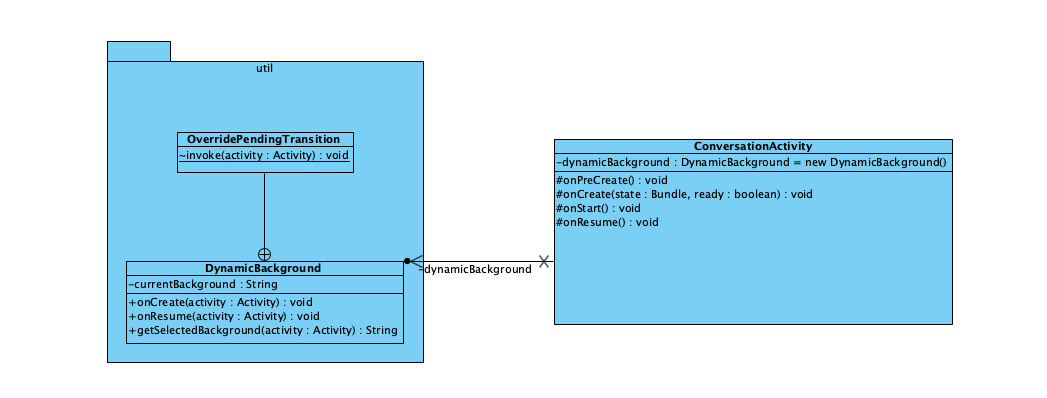 util
OverridePendingTransition
~invoke(activity : Activity) : void
DynamicBackground
-currentBackground : String
+onCreate(activity : Activity) : void
+onResume(activity : Activity) : void
+getSelectedBackground(activity : Activity) : String
-dynamicBackground
ConversationActivity
-dynamicBackground : DynamicBackground = new DynamicBackground()
#onPreCreate() : void
#onCreate(state : Bundle, ready : boolean) : void
#onStart() : void
#onResume() : void